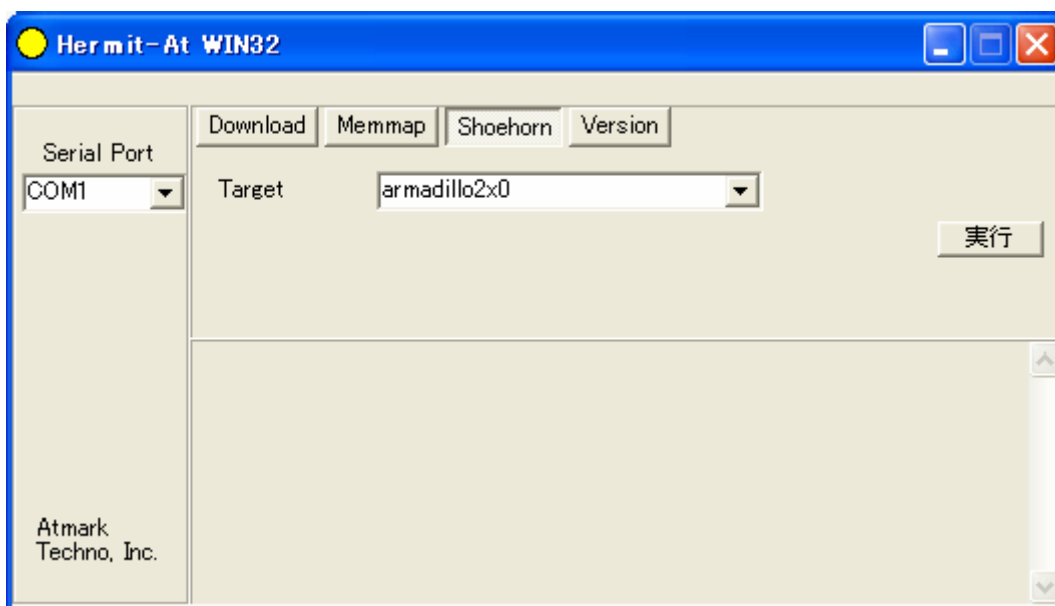 Hermit-At WIN32
Download
Memmap
Shoehorn
Version
Serial Port
COM1
Target
armadillo2x0
実行
Atmark
Techno, Inc.